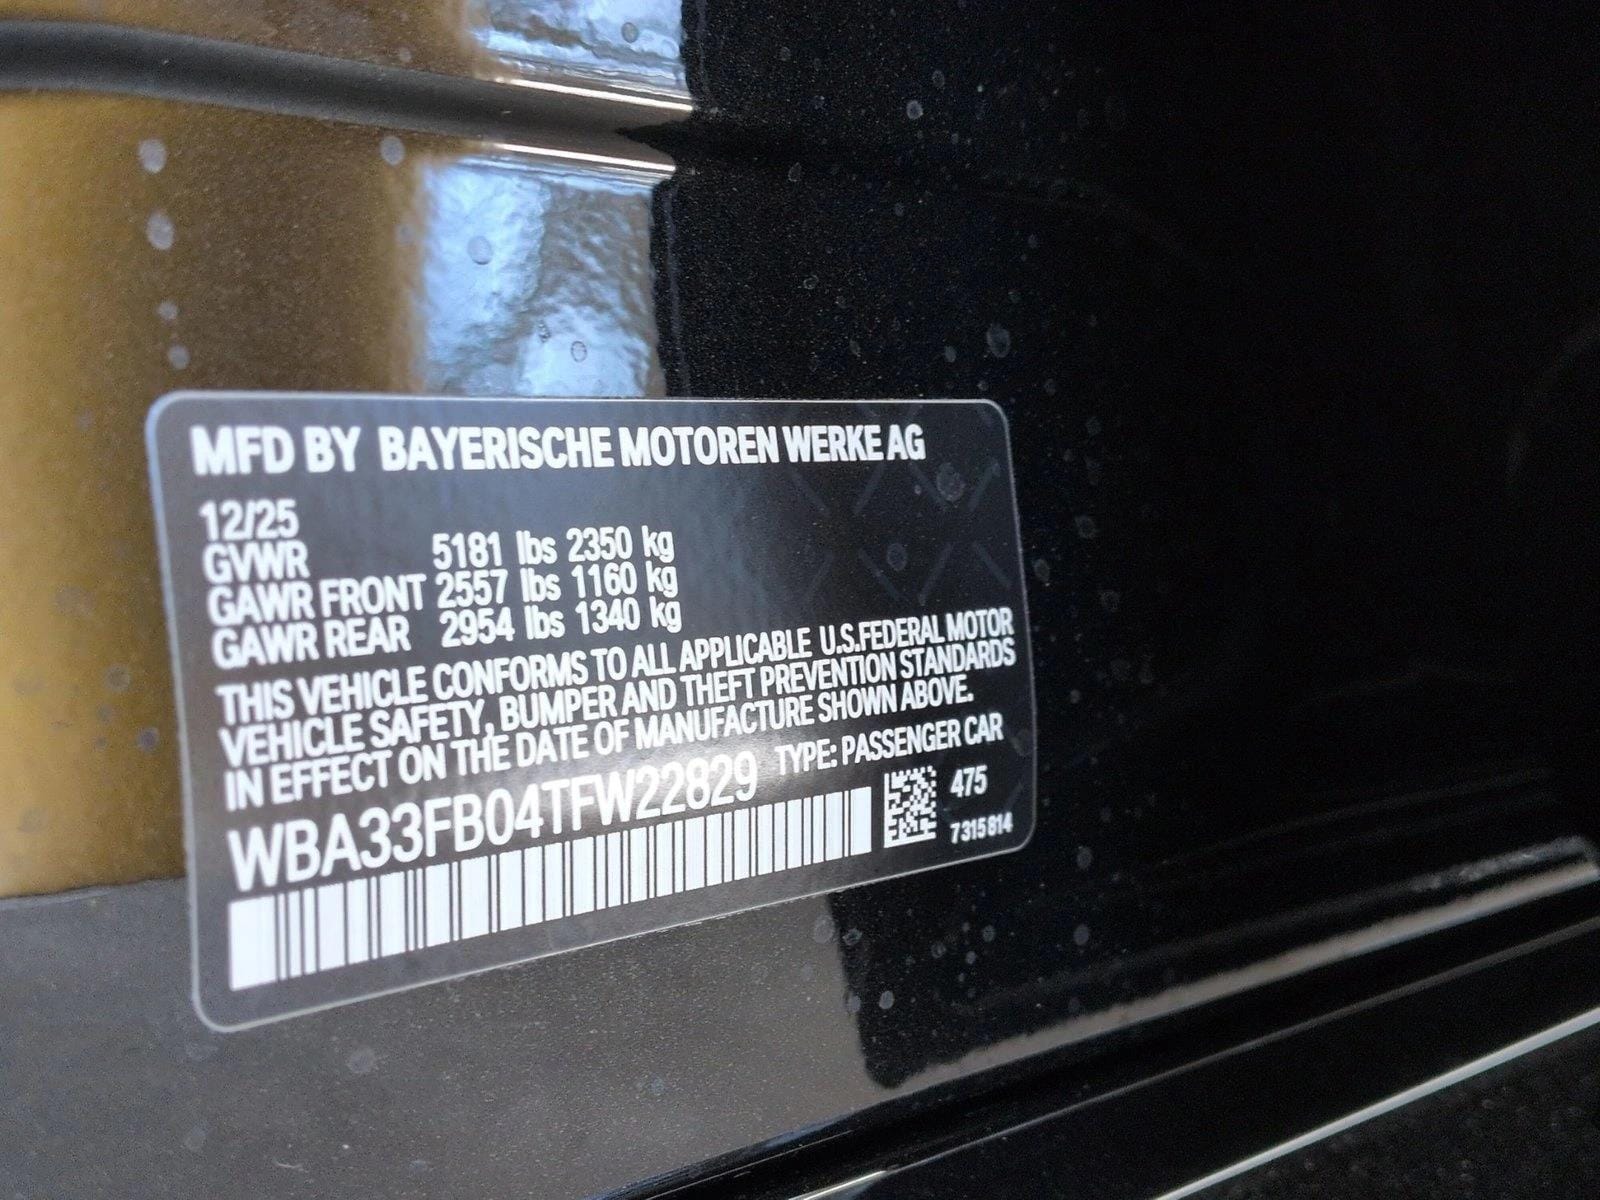 MFD BY BAYERISCHE MOTOREN WERKE AG
12/25
GVWR 5181 lbs 2350 kg
GAWR FRONT 2557 lbs 1160 kg
GAWR REAR 2954 lbs 1340 kg
THIS VEHICLE CONFORMS TO ALL APPLICABLE U.S.FEDERAL MOTOR
VEHICLE SAFETY, BUMPER AND THEFT PREVENTION STANDARDS
IN EFFECT ON THE DATE OF MANUFACTURE SHOWN ABOVE.
WBA33FB04TFW22829 TYPE: PASSENGER CAR
475
7315814